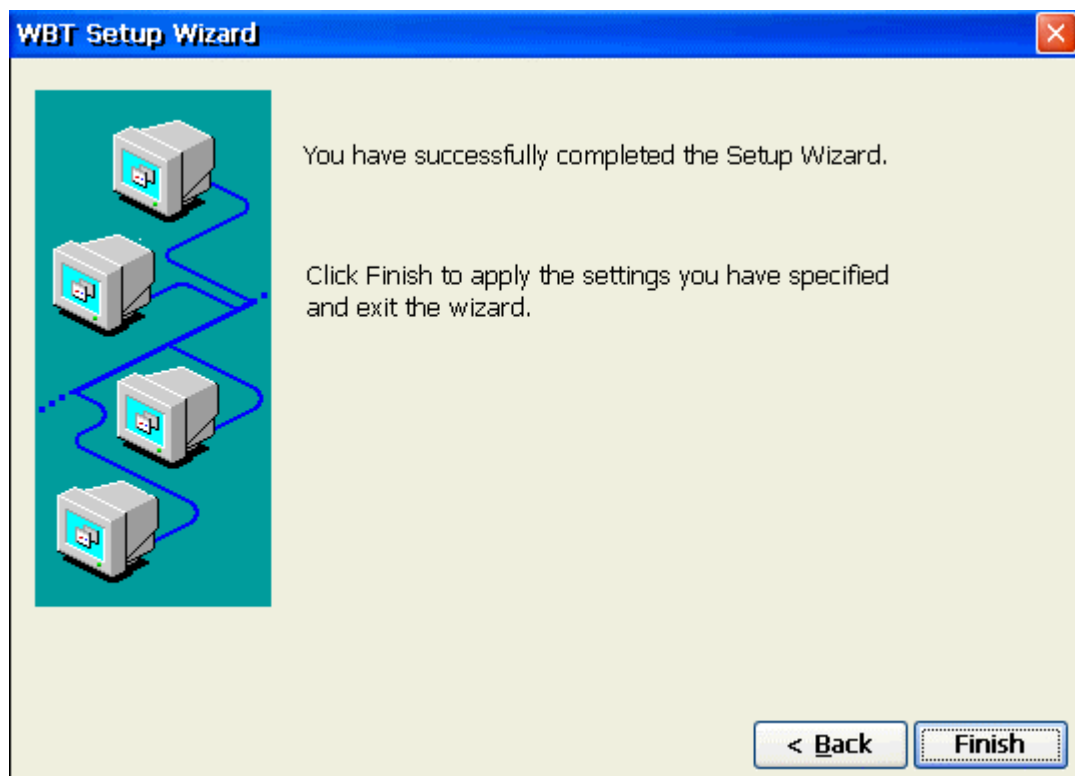 WBT Setup Wizard
You have successfully completed the Setup Wizard.
Click Finish to apply the settings you have specified
and exit the wizard.
< Back
Finish